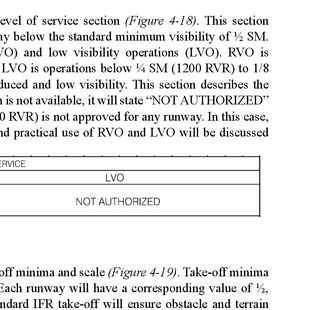 evel of service section (Figure 4-18). This section
ay below the standard minimum visibility of ½ SM.
VO) and low visibility operations (LVO). RVO is
LVO is operations below ¼ SM (1200 RVR) to 1/8
duced and low visibility. This section describes the
n is not available, it will state “NOT AUTHORIZED”
0 RVR) is not approved for any runway. In this case,
nd practical use of RVO and LVO will be discussed
ERVICE
LVO
NOT AUTHORIZED
off minima and scale (Figure 4-19). Take-off minima
Each runway will have a corresponding value of ½,
ndard IFR take-off will ensure obstacle and terrain